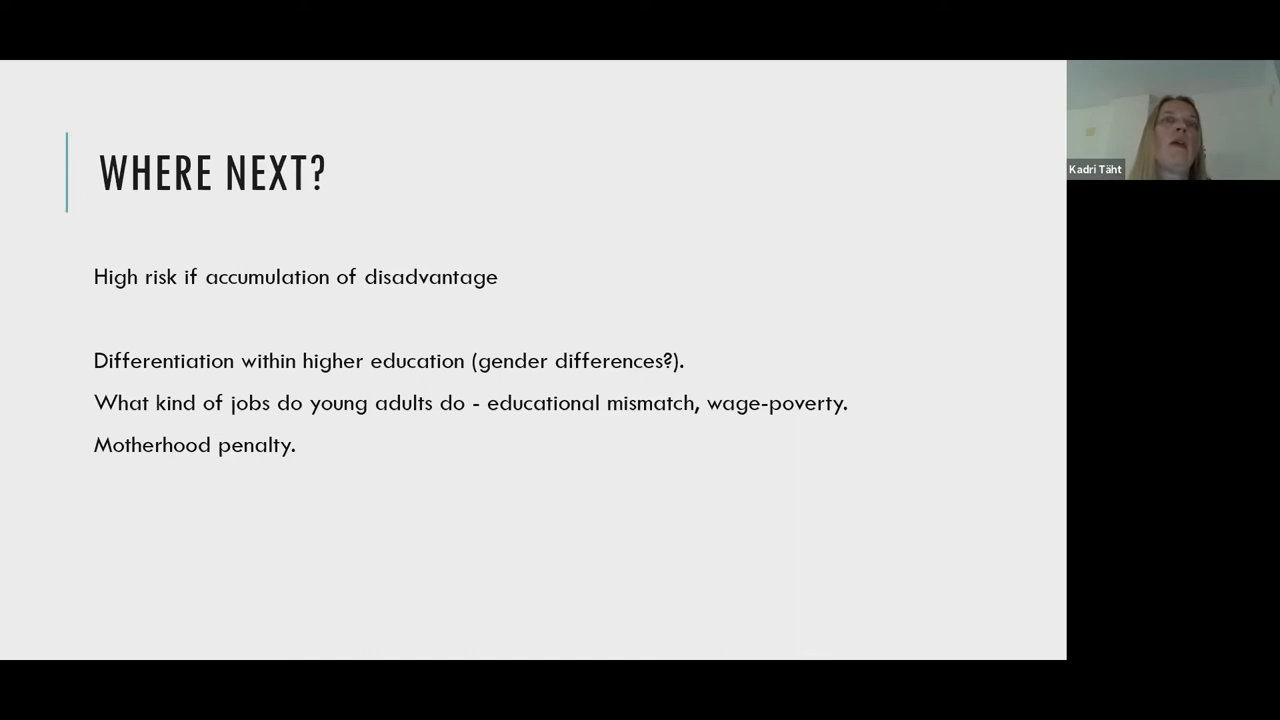 WHERE NEXT?
High risk if accumulation of disadvantage
Differentiation within higher education (gender differences?).
What kind of jobs do young adults do - educational mismatch, wage-poverty.
Motherhood penalty.
Kadri Täht